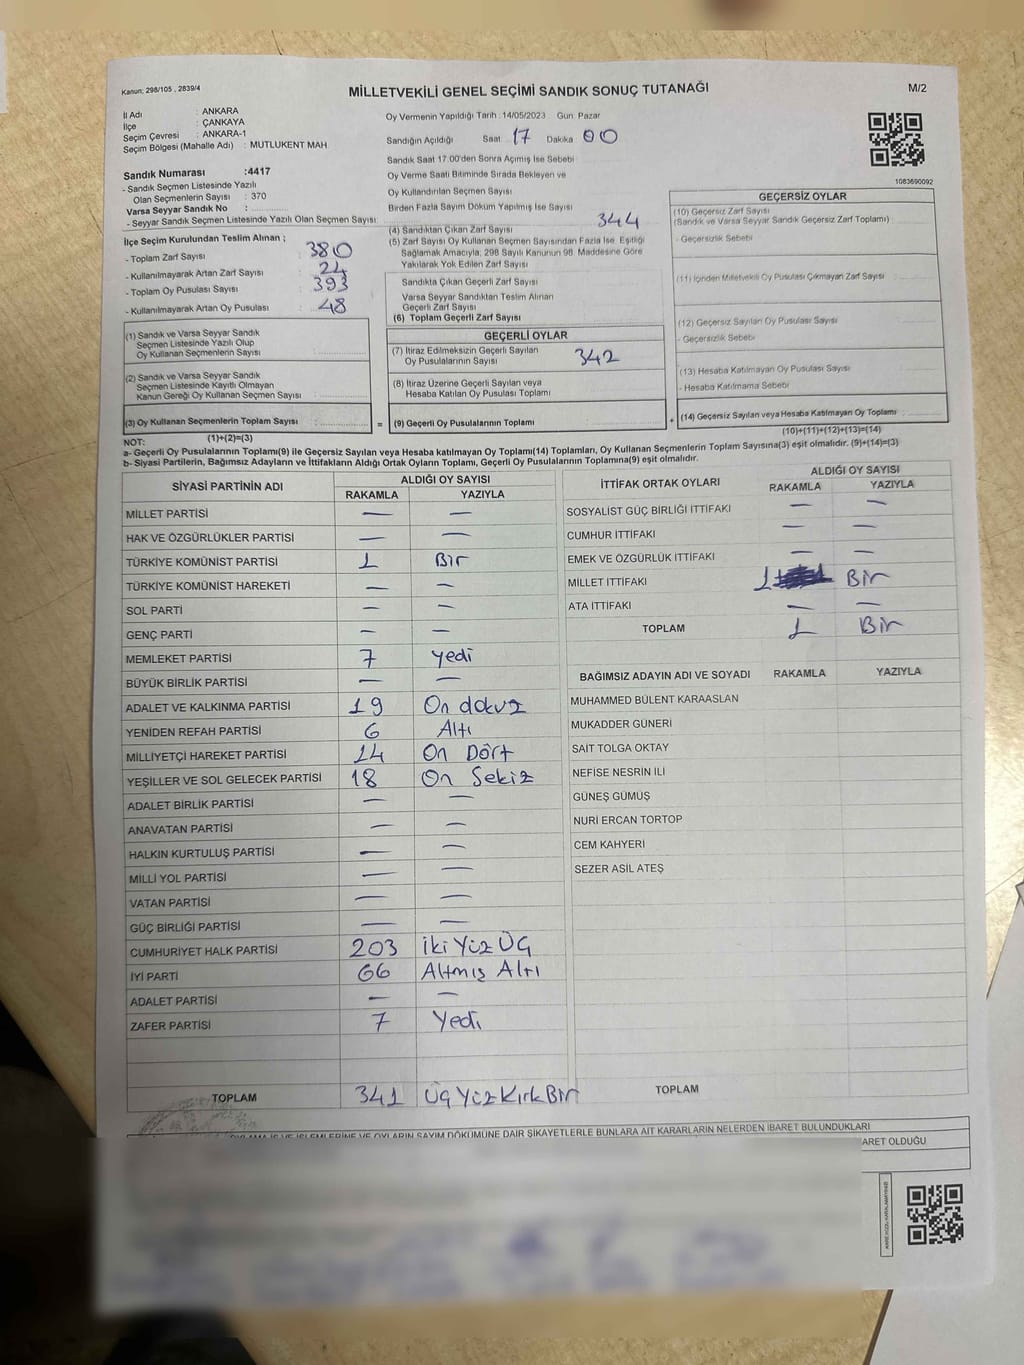 Kanun; 298/105 , 2839/4
MİLLETVEKİLİ GENEL SEÇİMİ SANDIK SONUÇ TUTANAĞI
M/2
İl Adı : ANKARA
İlçe : ÇANKAYA
Seçim Çevresi : ANKARA-1
Seçim Bölgesi (Mahalle Adı) : MUTLUKENT MAH
Sandık Numarası :4417
- Sandık Seçmen Listesinde Yazılı
Olan Seçmenlerin Sayısı : 370
Varsa Seyyar Sandık No :
- Seyyar Sandık Seçmen Listesinde Yazılı Olan Seçmen Sayısı:
İlçe Seçim Kurulundan Teslim Alınan ;
- Toplam Zarf Sayısı : 380
- Kullanılmayarak Artan Zarf Sayısı : 24
- Toplam Oy Pusulası Sayısı : 393
- Kullanılmayarak Artan Oy Pusulası : 48
(1) Sandık ve Varsa Seyyar Sandık
Seçmen Listesinde Yazılı Olup
Oy Kullanan Seçmenlerin Sayısı :
(2) Sandık ve Varsa Seyyar Sandık
Seçmen Listesinde Kayıtlı Olmayan
Kanun Gereği Oy Kullanan Seçmen Sayısı :
(3) Oy Kullanan Seçmenlerin Toplam Sayısı :
(1)+(2)=(3)
Oy Vermenin Yapıldığı Tarih : 14/05/2023 Gün: Pazar
Sandığın Açıldığı Saat 17 Dakika 00
Sandık Saat 17:00'den Sonra Açımış İse Sebebi
Oy Verme Saati Bitiminde Sırada Bekleyen ve
Oy Kullandırılan Seçmen Sayısı
Birden Fazla Sayım Döküm Yapılmış İse Sayısı
(4) Sandıktan Çıkan Zarf Sayısı 344
(5) Zarf Sayısı Oy Kullanan Seçmen Sayısından Fazla İse, Eşitliği
Sağlamak Amacıyla; 298 Sayılı Kanunun 98. Maddesine Göre
Yakılarak Yok Edilen Zarf Sayısı
Sandıkta Çıkan Geçerli Zarf Sayısı
Varsa Seyyar Sandıktan Teslim Alınan
Geçerli Zarf Sayısı
(6) Toplam Geçerli Zarf Sayısı
GEÇERLİ OYLAR
(7) İtiraz Edilmeksizin Geçerli Sayılan
Oy Pusulalarının Sayısı 342
(8) İtiraz Üzerine Geçerli Sayılan veya
Hesaba Katılan Oy Pusulası Toplamı
= (9) Geçerli Oy Pusulalarının Toplamı
1083690092
GEÇERSİZ OYLAR
(10) Geçersiz Zarf Sayısı
(Sandık ve Varsa Seyyar Sandık Geçersiz Zarf Toplamı) :
- Geçersizlik Sebebi
(11) İçinden Milletvekili Oy Pusulası Çıkmayan Zarf Sayısı :
(12) Geçersiz Sayılan Oy Pusulası Sayısı :
- Geçersizlik Sebebi
(13) Hesaba Katılmayan Oy Pusulası Sayısı :
- Hesaba Katılmama Sebebi
+ (14) Geçersiz Sayılan veya Hesaba Katılmayan Oy Toplamı :
(10)+(11)+(12)+(13)=(14)
NOT:
a- Geçerli Oy Pusulalarının Toplamı(9) ile Geçersiz Sayılan veya Hesaba katılmayan Oy Toplamı(14) Toplamları, Oy Kullanan Seçmenlerin Toplam Sayısına(3) eşit olmalıdır. (9)+(14)=(3)
b- Siyasi Partilerin, Bağımsız Adayların ve İttifakların Aldığı Ortak Oyların Toplamı, Geçerli Oy Pusulalarının Toplamına(9) eşit olmalıdır.
SİYASİ PARTİNİN ADI ALDIĞI OY SAYISI
RAKAMLA YAZIYLA
MİLLET PARTİSİ — —
HAK VE ÖZGÜRLÜKLER PARTİSİ — —
TÜRKİYE KOMÜNİST PARTİSİ 1 Bir
TÜRKİYE KOMÜNİST HAREKETİ — —
SOL PARTİ — —
GENÇ PARTİ — —
MEMLEKET PARTİSİ 7 Yedi
BÜYÜK BİRLİK PARTİSİ — —
ADALET VE KALKINMA PARTİSİ 19 On dokuz
YENİDEN REFAH PARTİSİ 6 Altı
MİLLİYETÇİ HAREKET PARTİSİ 14 On Dört
YEŞİLLER VE SOL GELECEK PARTİSİ 18 On Sekiz
ADALET BİRLİK PARTİSİ — —
ANAVATAN PARTİSİ — —
HALKIN KURTULUŞ PARTİSİ — —
MİLLİ YOL PARTİSİ — —
VATAN PARTİSİ — —
GÜÇ BİRLİĞİ PARTİSİ — —
CUMHURİYET HALK PARTİSİ 203 İki Yüz Üç
İYİ PARTİ 66 Altmış Altı
ADALET PARTİSİ — —
ZAFER PARTİSİ 7 Yedi
TOPLAM 341 Üç Yüz Kırk Bir
İTTİFAK ORTAK OYLARI ALDIĞI OY SAYISI
RAKAMLA YAZIYLA
SOSYALİST GÜÇ BİRLİĞİ İTTİFAKI — —
CUMHUR İTTİFAKI — —
EMEK VE ÖZGÜRLÜK İTTİFAKI — —
MİLLET İTTİFAKI 1 Bir
ATA İTTİFAKI — —
TOPLAM 1 Bir
BAĞIMSIZ ADAYIN ADI VE SOYADI RAKAMLA YAZIYLA
MUHAMMED BÜLENT KARAASLAN
MUKADDER GÜNERİ
SAİT TOLGA OKTAY
NEFİSE NESRİN İLİ
GÜNEŞ GÜMÜŞ
NURİ ERCAN TORTOP
CEM KAHYERİ
SEZER ASİL ATEŞ
TOPLAM
OYLAMA İŞ VE İŞLEMLERİNE VE OYLARIN SAYIM DÖKÜMÜNE DAİR ŞİKAYETLERLE BUNLARA AİT KARARLARIN NELERDEN İBARET BULUNDUKLARI
ARET OLDUĞU